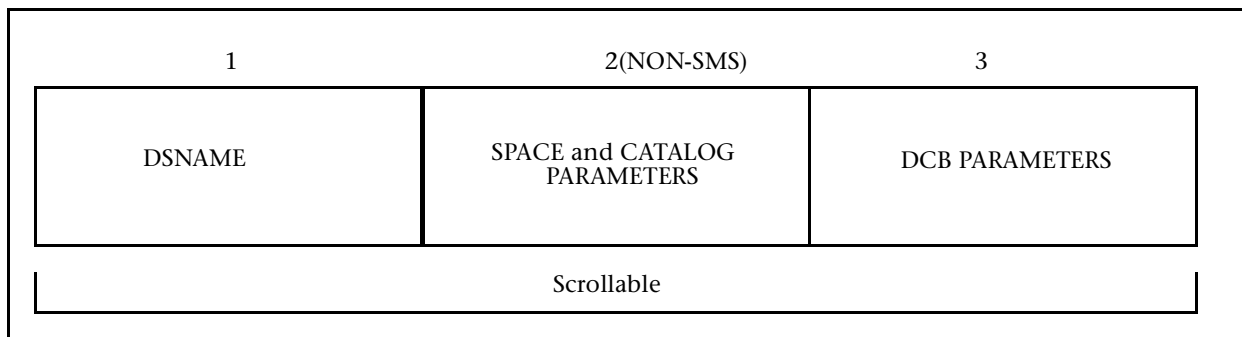 1 2(NON-SMS) 3
DSNAME
SPACE and CATALOG
PARAMETERS
DCB PARAMETERS
Scrollable